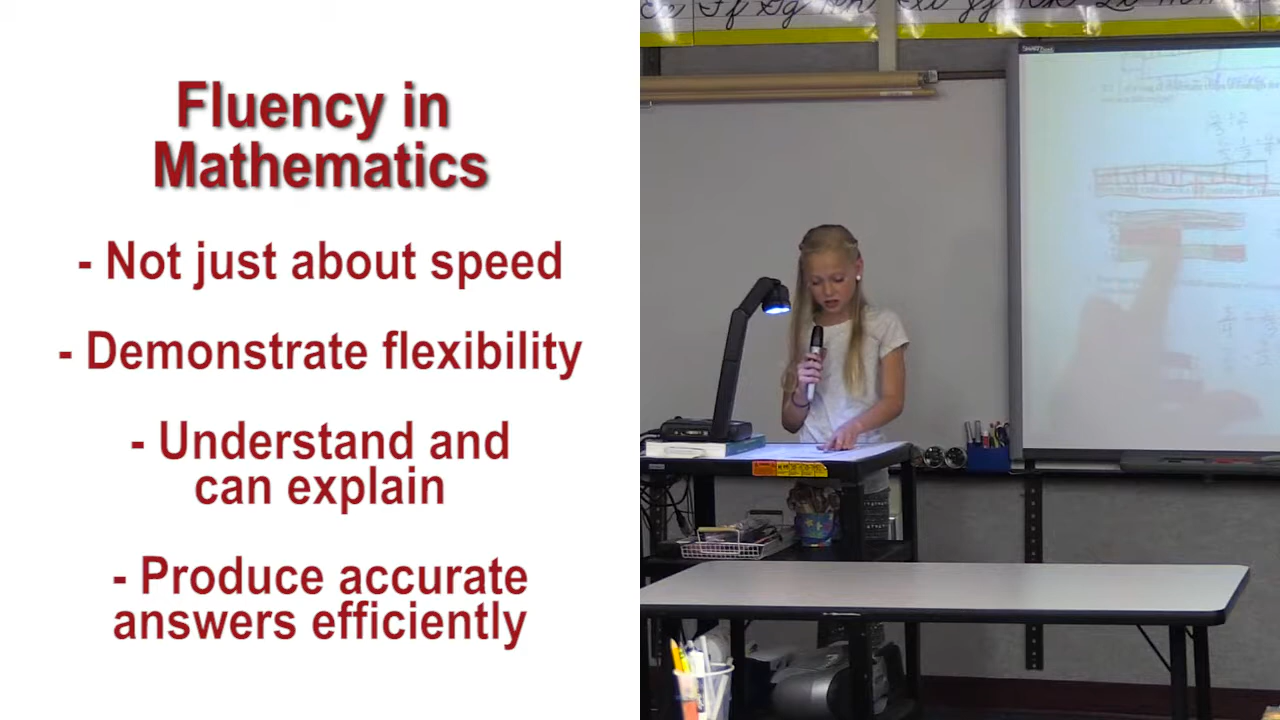 Fluency in
Mathematics
- Not just about speed
- Demonstrate flexibility
- Understand and
can explain
- Produce accurate
answers efficiently